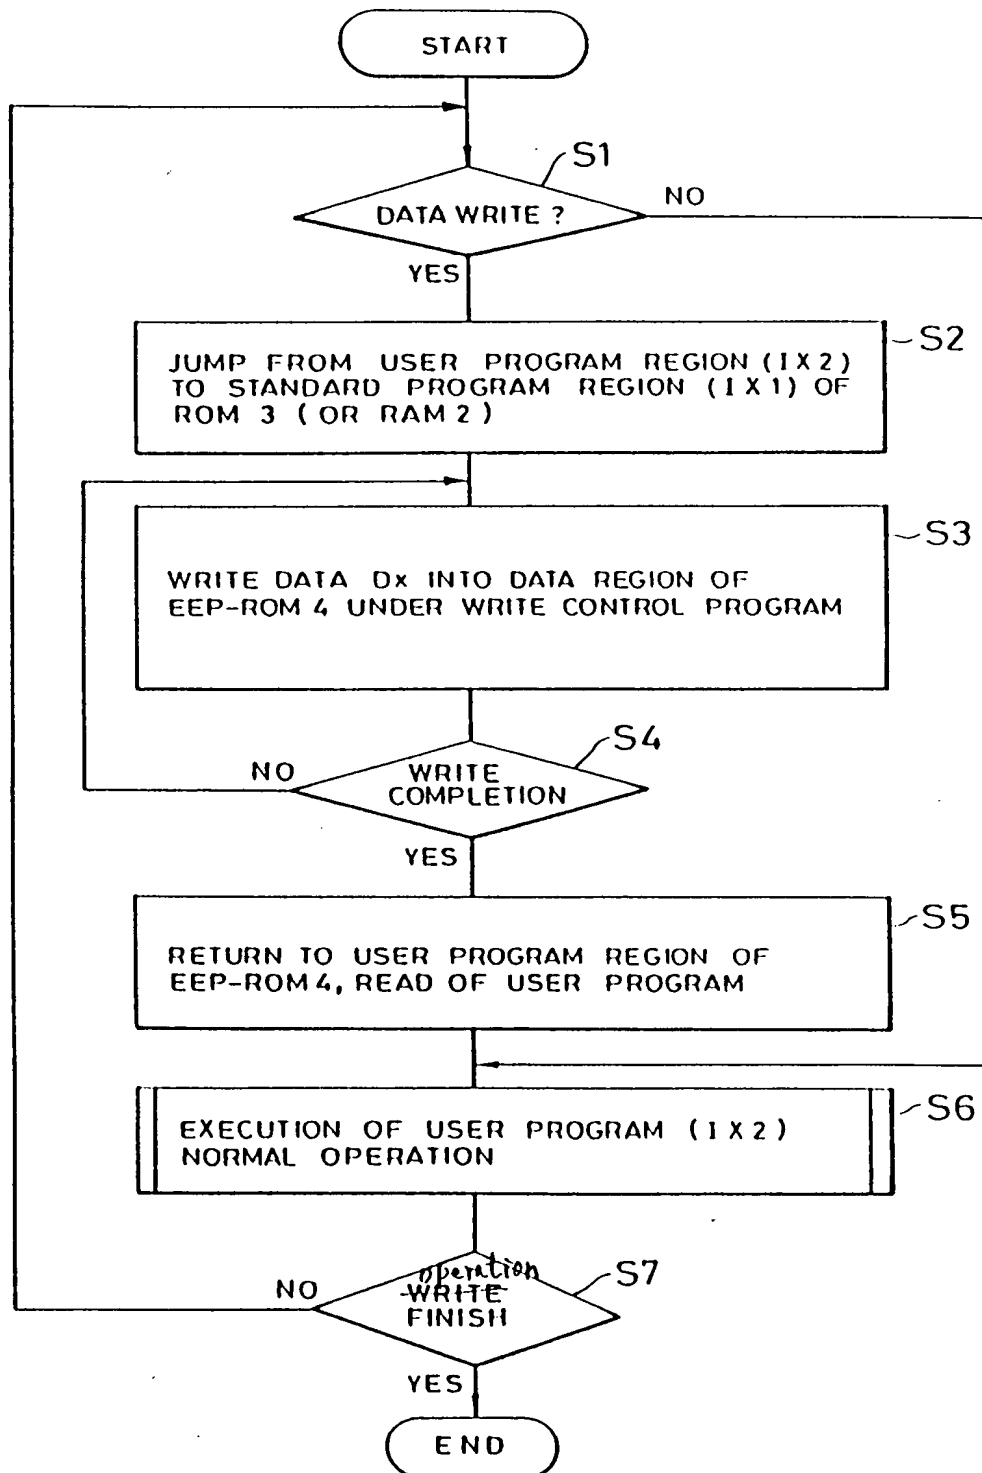 START
S1
DATA WRITE ?
NO
YES
S2
JUMP FROM USER PROGRAM REGION (IX2)
TO STANDARD PROGRAM REGION (IX1) OF
ROM 3 (OR RAM 2)
S3
WRITE DATA Dx INTO DATA REGION OF
EEP-ROM 4 UNDER WRITE CONTROL PROGRAM
S4
NO
WRITE
COMPLETION
YES
S5
RETURN TO USER PROGRAM REGION OF
EEP-ROM 4, READ OF USER PROGRAM
S6
EXECUTION OF USER PROGRAM (IX2)
NORMAL OPERATION
S7
operation
NO
WRITE
FINISH
YES
END